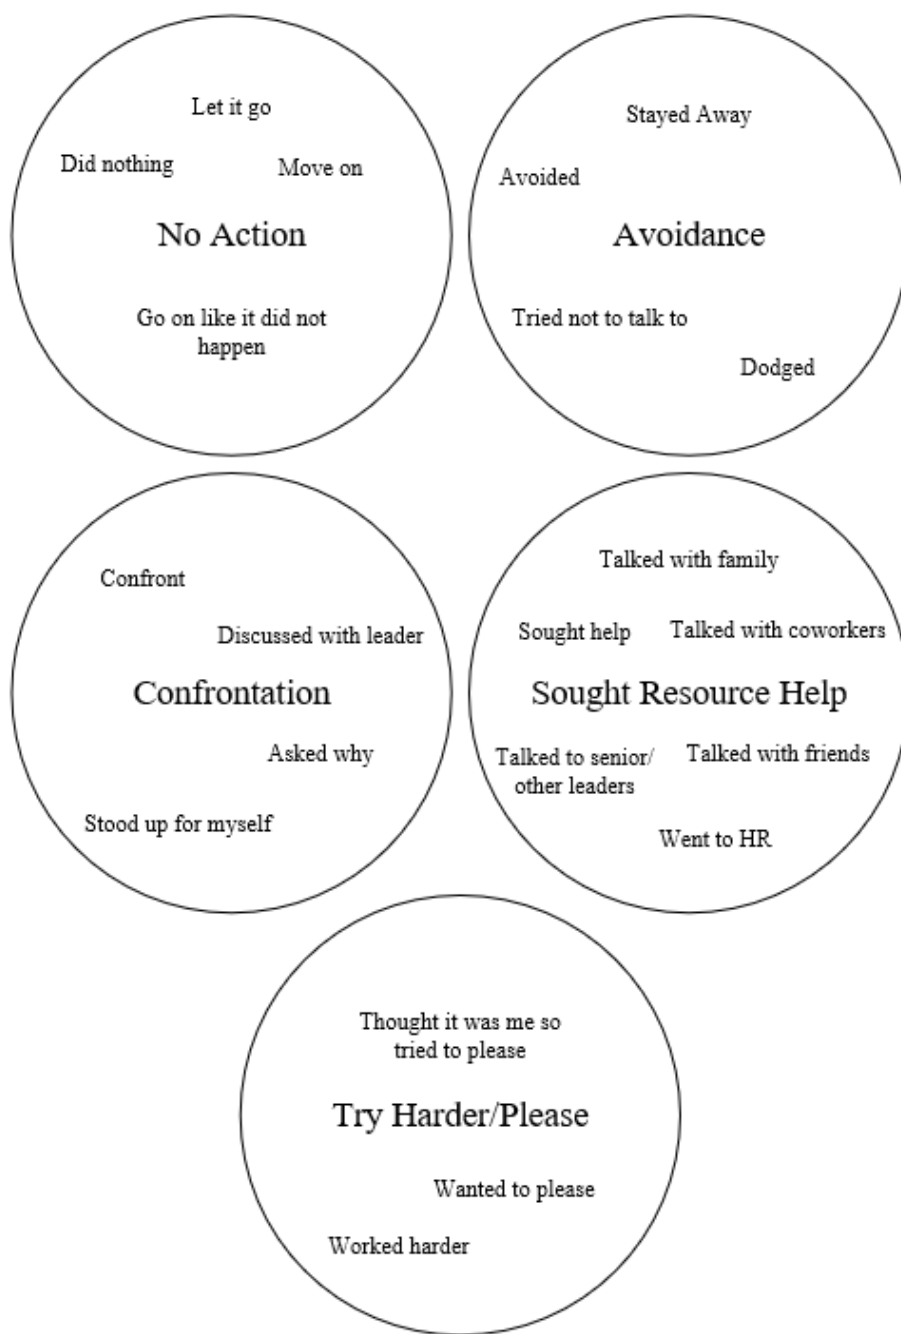 Let it go
Did nothing
Move on
No Action
Go on like it did not
happen
Stayed Away
Avoided
Avoidance
Tried not to talk to
Dodged
Confront
Discussed with leader
Confrontation
Asked why
Stood up for myself
Talked with family
Sought help
Talked with coworkers
Sought Resource Help
Talked to senior/
other leaders
Talked with friends
Went to HR
Thought it was me so
tried to please
Try Harder/Please
Wanted to please
Worked harder